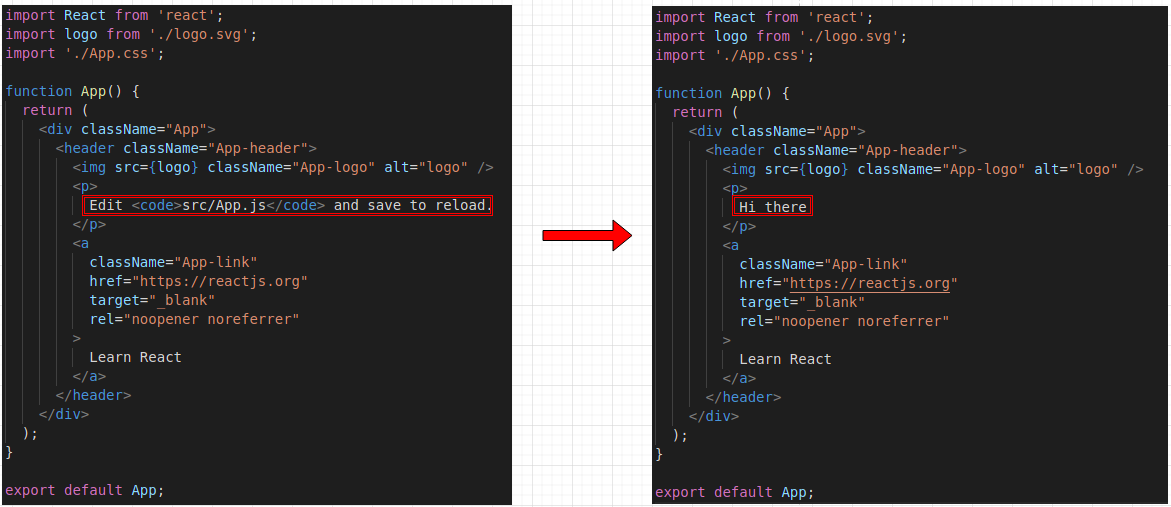 import React from 'react';
import logo from './logo.svg';
import './App.css';
function App() {
return (
<div className="App">
<header className="App-header">
<img src={logo} className="App-logo" alt="logo" />
<p>
Edit <code>src/App.js</code> and save to reload.
</p>
<a
className="App-link"
href="https://reactjs.org"
target="_blank"
rel="noopener noreferrer"
>
Learn React
</a>
</header>
</div>
);
}
export default App;
import React from 'react';
import logo from './logo.svg';
import './App.css';
function App() {
return (
<div className="App">
<header className="App-header">
<img src={logo} className="App-logo" alt="logo" />
<p>
Hi there
</p>
<a
className="App-link"
href="https://reactjs.org"
target="_blank"
rel="noopener noreferrer"
>
Learn React
</a>
</header>
</div>
);
}
export default App;